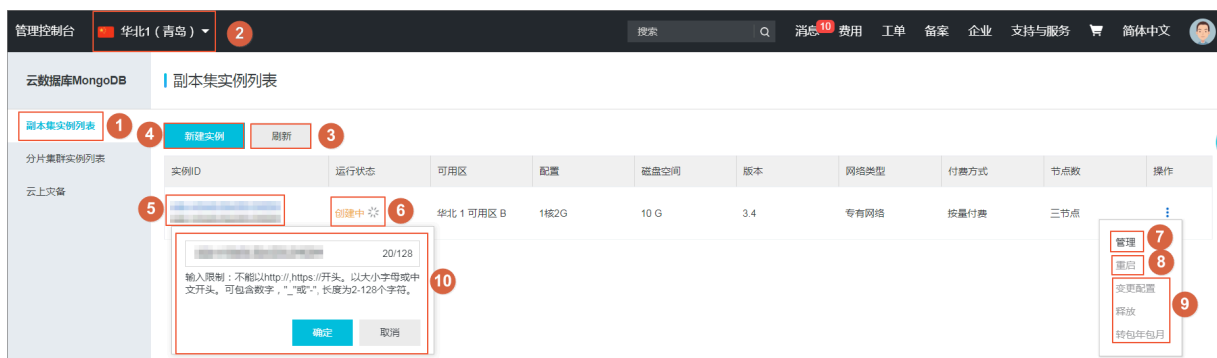 管理控制台 华北1（青岛） 2 搜索 消息 10 费用 工单 备案 企业 支持与服务 简体中文
云数据库MongoDB 副本集实例列表
副本集实例列表 1 4 新建实例 刷新 3
分片集群实例列表
云上灾备
实例ID 运行状态 可用区 配置 磁盘空间 版本 网络类型 付费方式 节点数 操作
5 创建中 6 华北 1 可用区 B 1核2G 10 G 3.4 专有网络 按量付费 三节点
20/128
输入限制：不能以http://,https://开头。以大小字母或中
文开头。可包含数字，"_"或"-", 长度为2-128个字符。
10
确定 取消
管理 7
重启 8
变更配置
释放 9
转包年包月